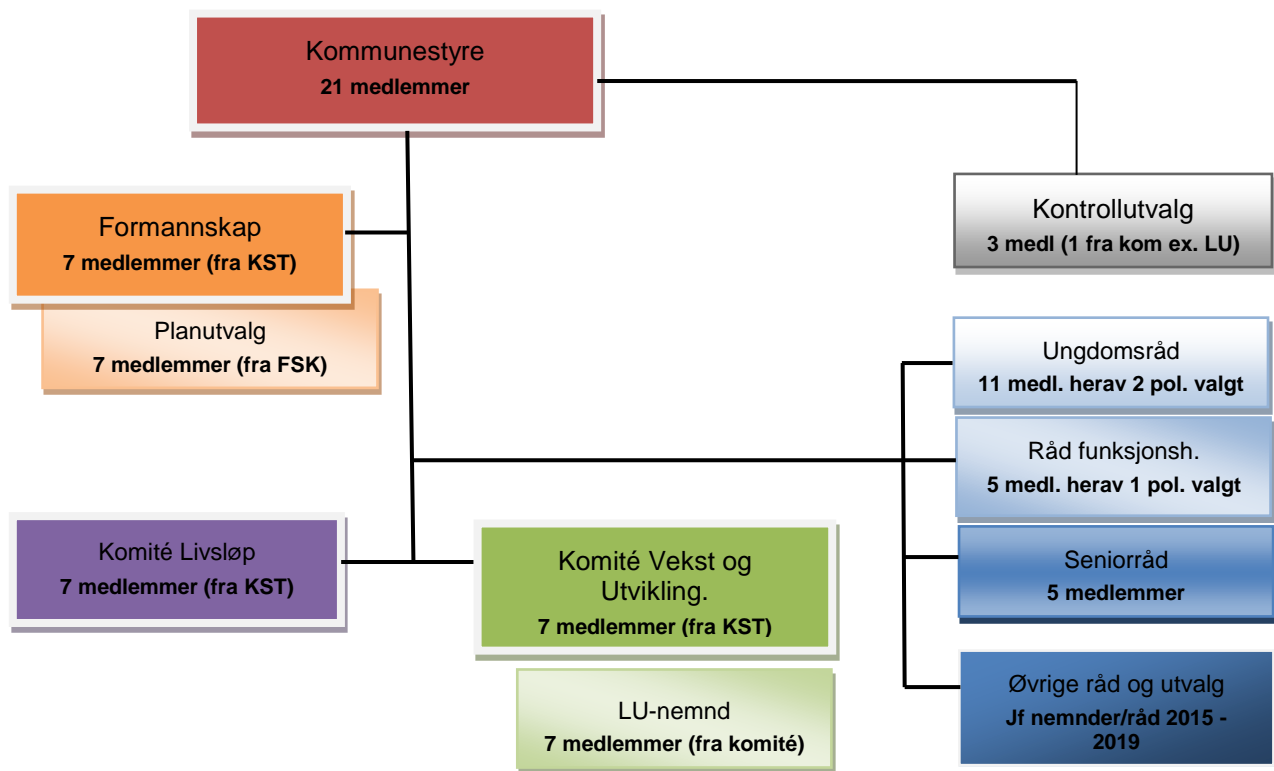 Kommunestyre
21 medlemmer
Formannskap
7 medlemmer (fra KST)
Planutvalg
7 medlemmer (fra FSK)
Kontrollutvalg
3 medl (1 fra kom ex. LU)
Ungdomsråd
11 medl. herav 2 pol. valgt
Råd funksjonsh.
5 medl. herav 1 pol. valgt
Komité Livsløp
7 medlemmer (fra KST)
Komité Vekst og
Utvikling.
7 medlemmer (fra KST)
Seniorråd
5 medlemmer
LU-nemnd
7 medlemmer (fra komité)
Øvrige råd og utvalg
Jf nemnder/råd 2015 -
2019